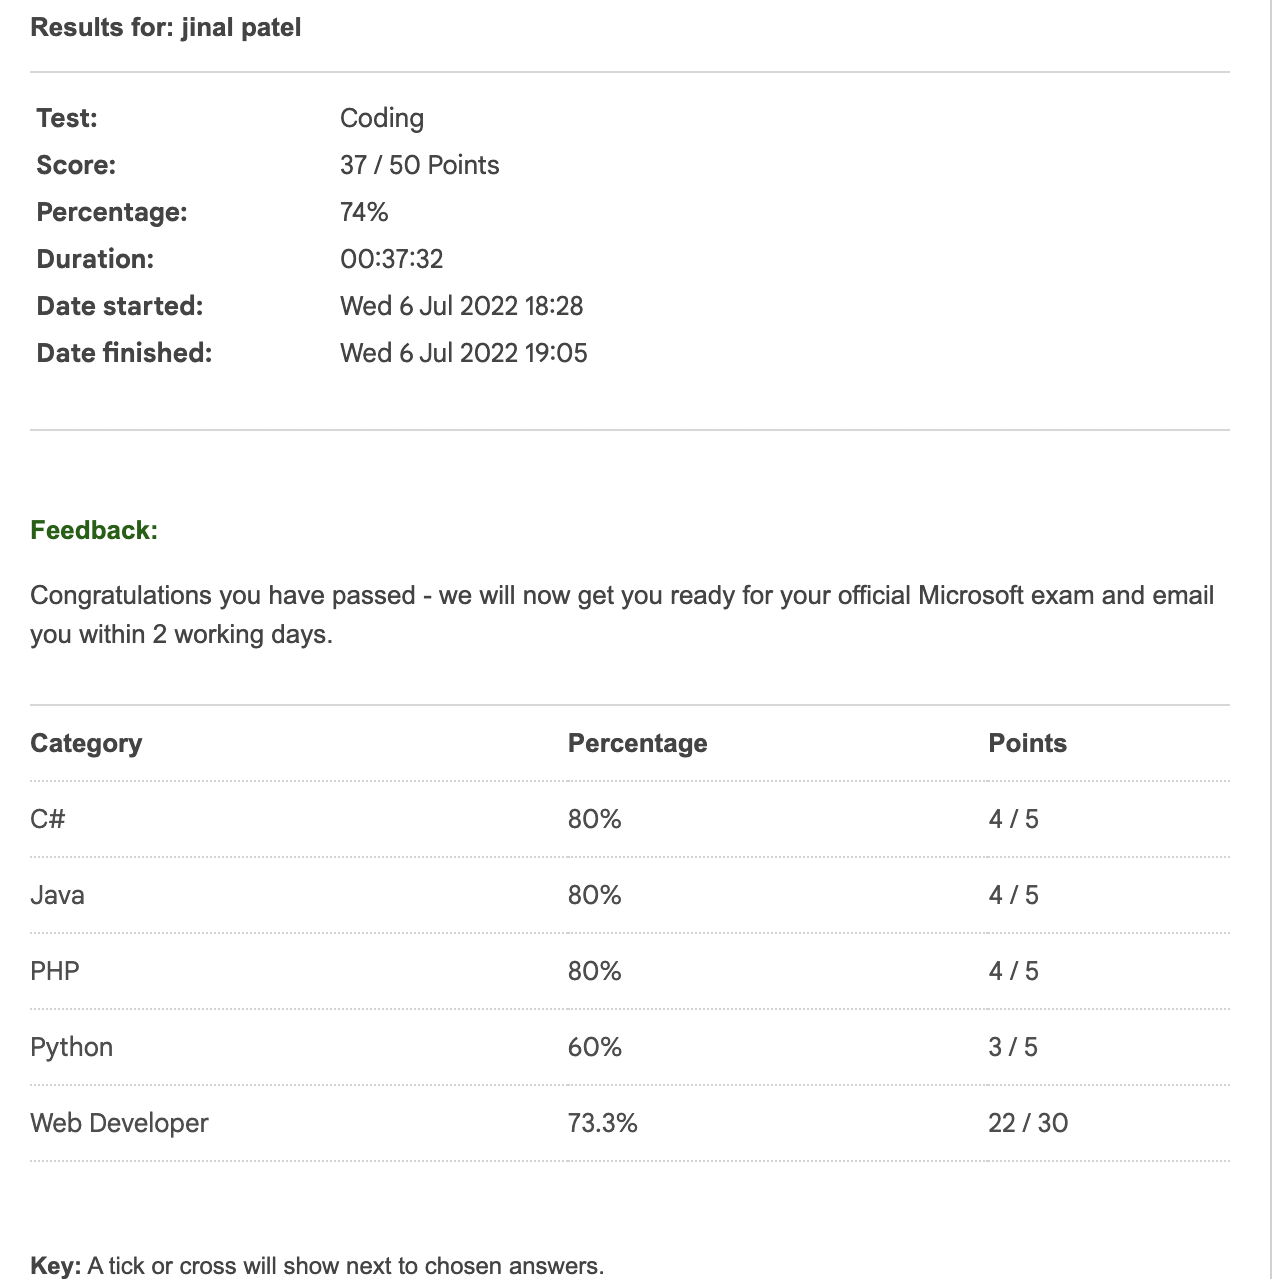 Results for: jinal patel
Test: Coding
Score: 37 / 50 Points
Percentage: 74%
Duration: 00:37:32
Date started: Wed 6 Jul 2022 18:28
Date finished: Wed 6 Jul 2022 19:05
Feedback:
Congratulations you have passed - we will now get you ready for your official Microsoft exam and email
you within 2 working days.
Category Percentage Points
C# 80% 4 / 5
Java 80% 4 / 5
PHP 80% 4 / 5
Python 60% 3 / 5
Web Developer 73.3% 22 / 30
Key: A tick or cross will show next to chosen answers.